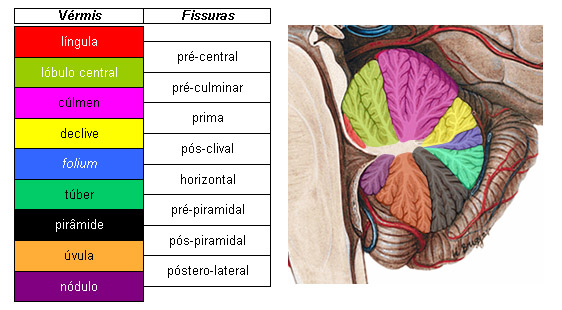 Vérmis Fissuras
língula
pré-central
lóbulo central
pré-culminar
cúlmen
prima
declive
pós-clival
folium
horizontal
túber
pré-piramidal
pirâmide
pós-piramidal
úvula
póstero-lateral
nódulo